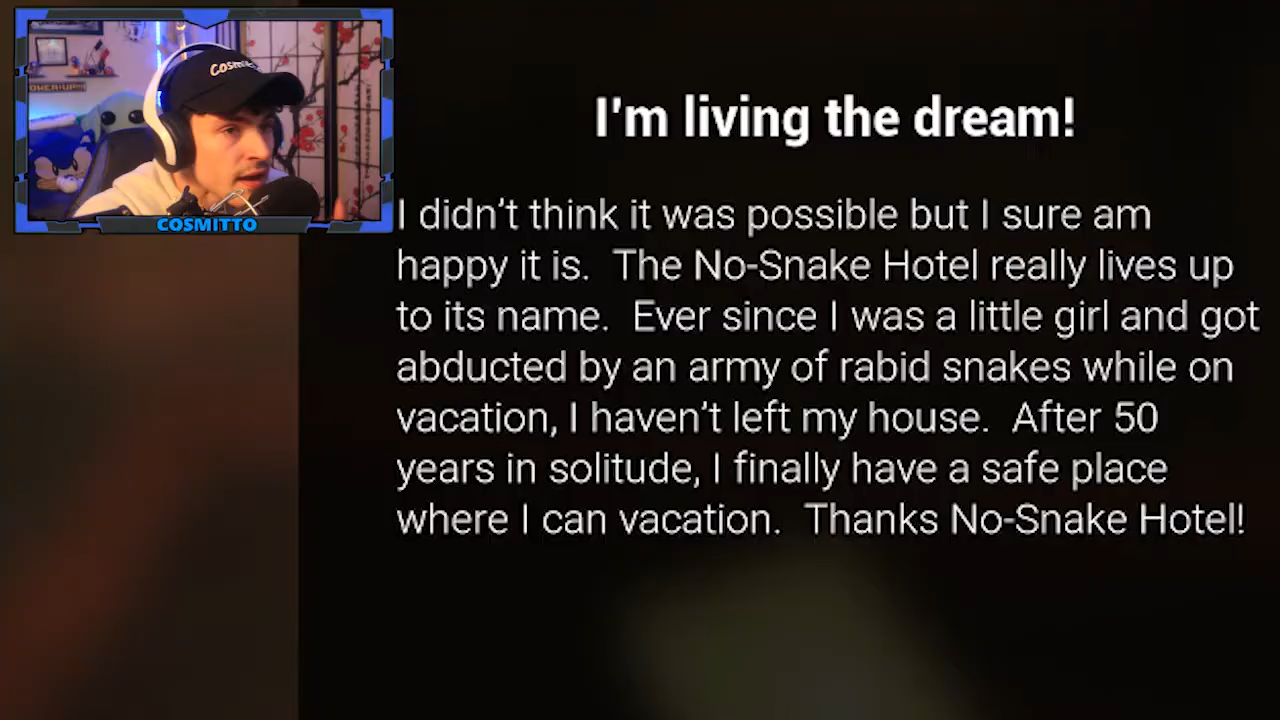 COSMITTO
I'm living the dream!
I didn't think it was possible but I sure am
happy it is.  The No-Snake Hotel really lives up
to its name.  Ever since I was a little girl and got
abducted by an army of rabid snakes while on
vacation, I haven't left my house.  After 50
years in solitude, I finally have a safe place
where I can vacation.  Thanks No-Snake Hotel!